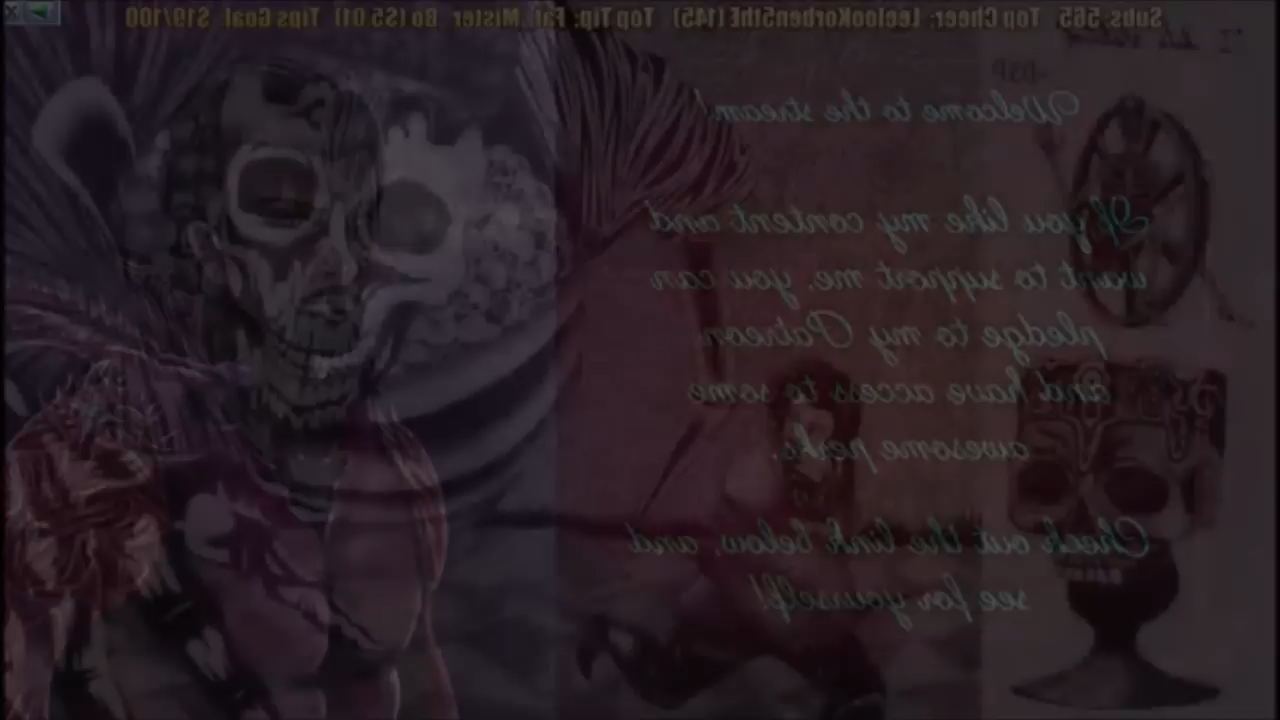 Subs: 565 Top Cheer: LeelooKorben5thE (145) Top Tip: Fat_Mister_Bo ($5.01) Tips Goal $19/100
Welcome to the stream
If you like my content and
want to support me, you can
pledge to my Patreon
and have access to some
awesome perks.
Check out the link below, and
see for yourself!